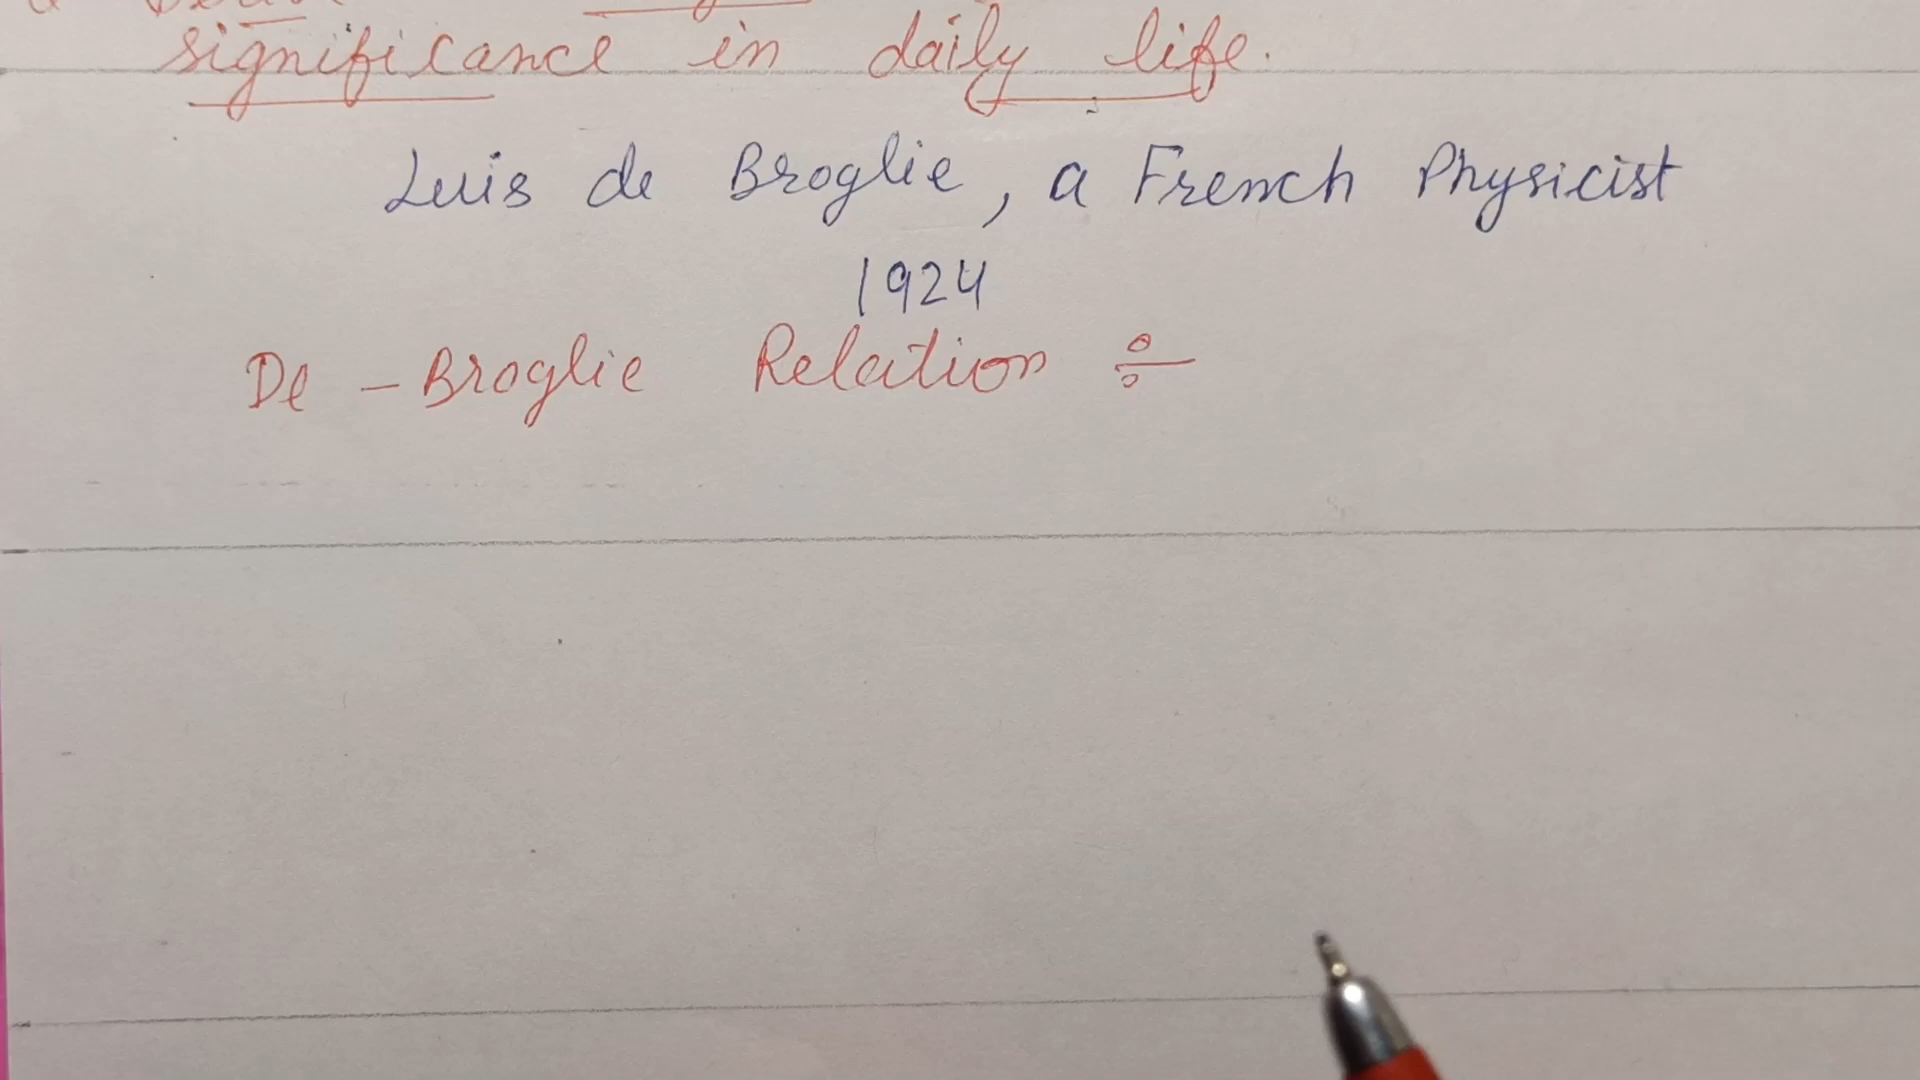 significance in daily life.
Luis de Broglie, a French Physicist
1924
De - Broglie Relation ÷